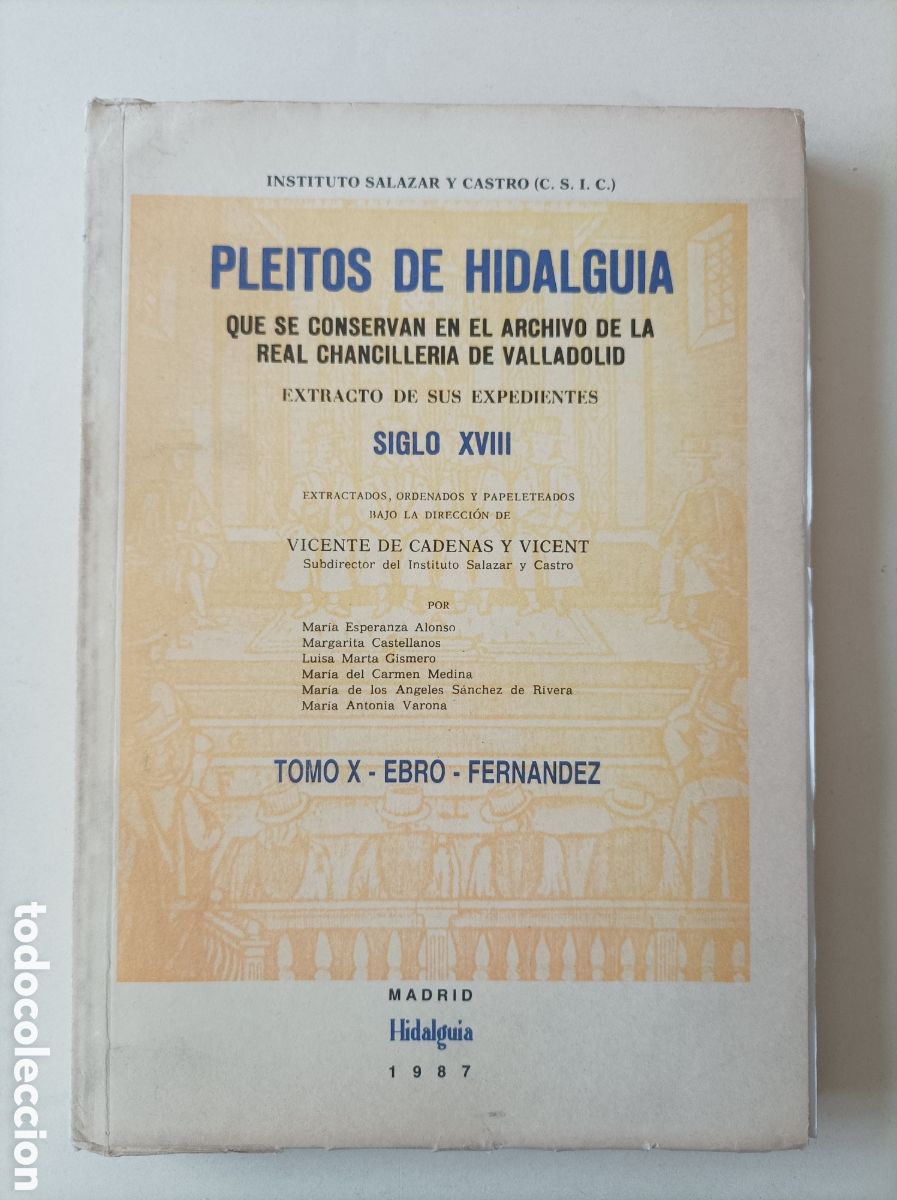 INSTITUTO SALAZAR Y CASTRO (C. S. I. C.)
PLEITOS DE HIDALGUIA
QUE SE CONSERVAN EN EL ARCHIVO DE LA
REAL CHANCILLERIA DE VALLADOLID
EXTRACTO DE SUS EXPEDIENTES
SIGLO XVIII
EXTRACTADOS, ORDENADOS Y PAPELETEADOS
BAJO LA DIRECCIÓN DE
VICENTE DE CADENAS Y VICENT
Subdirector del Instituto Salazar y Castro
POR
María Esperanza Alonso
Margarita Castellanos
Luisa Marta Gismero
María del Carmen Medina
María de los Angeles Sánchez de Rivera
María Antonia Varona
TOMO X - EBRO - FERNANDEZ
MADRID
Hidalguia
1987
todocoleccion